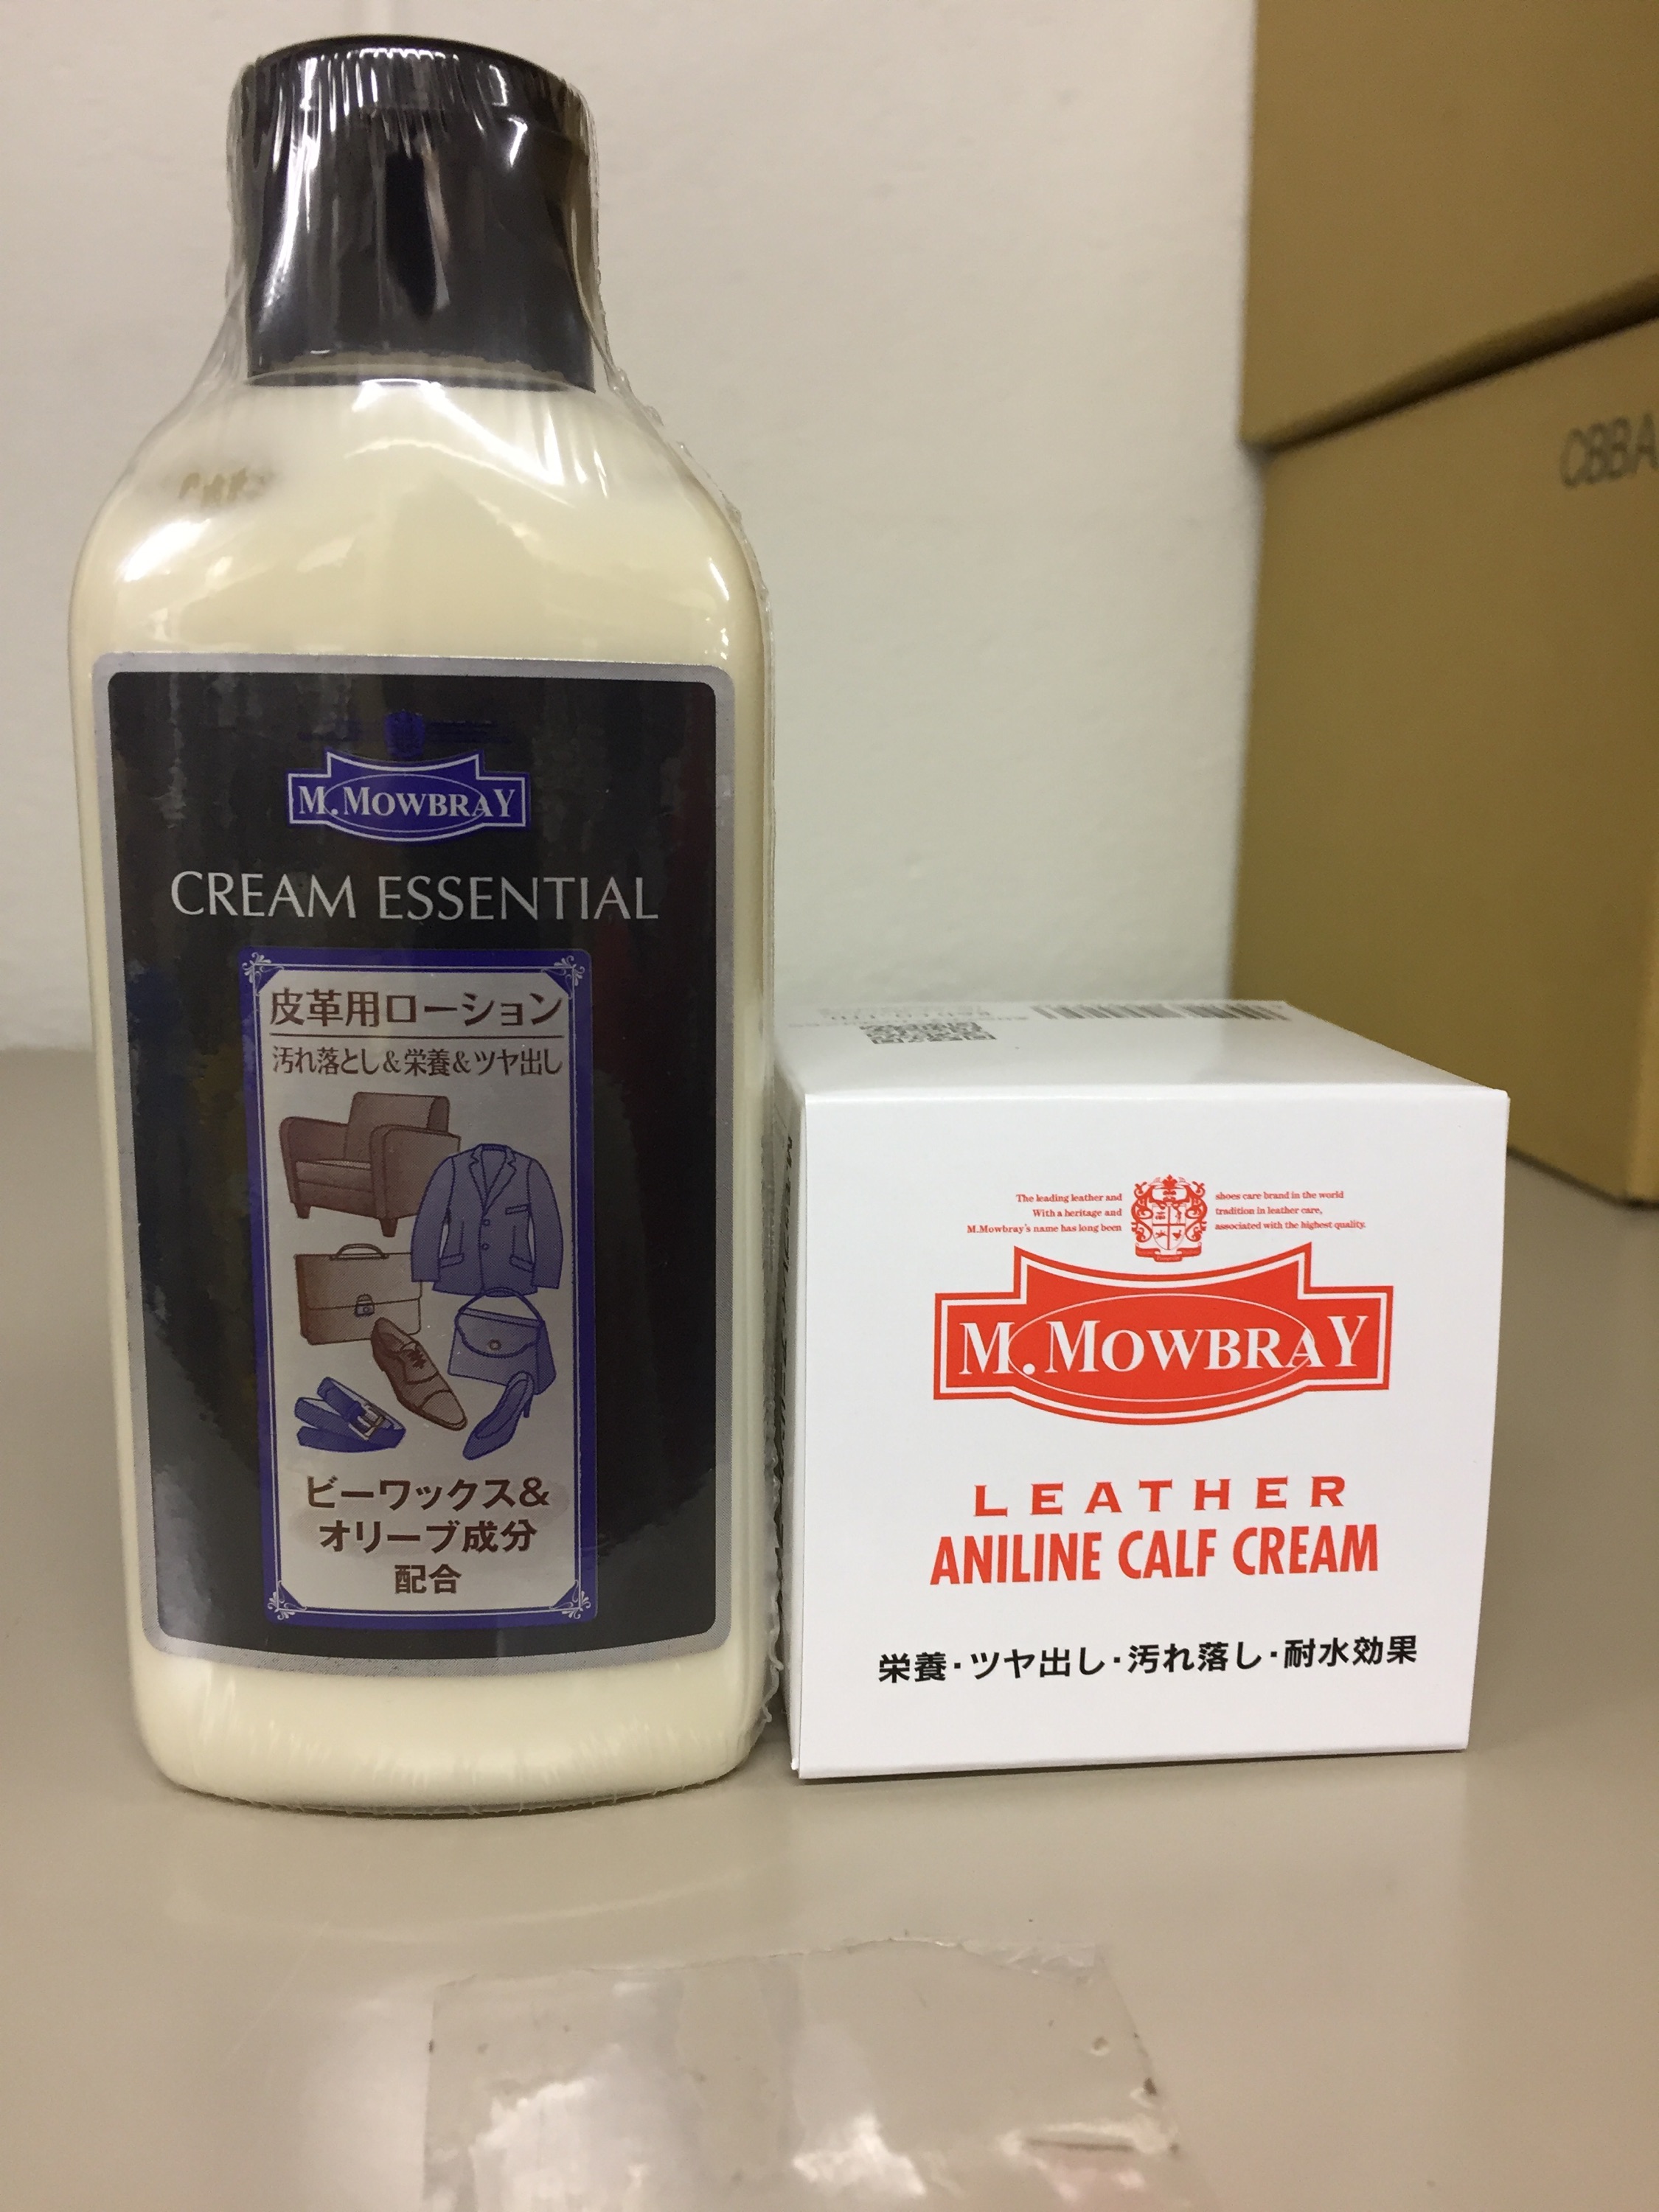 M. MOWBRAY
CREAM ESSENTIAL
皮革用ローション
汚れ落とし&栄養&ツヤ出し
ビーワックス&
オリーブ成分
配合
The leading leather and shoes care brand in the world
With a heritage and tradition in leather care,
M.Mowbray's name has long been associated with the highest quality.
M. MOWBRAY
LEATHER
ANILINE CALF CREAM
栄養・ツヤ出し・汚れ落し・耐水効果
CBBA